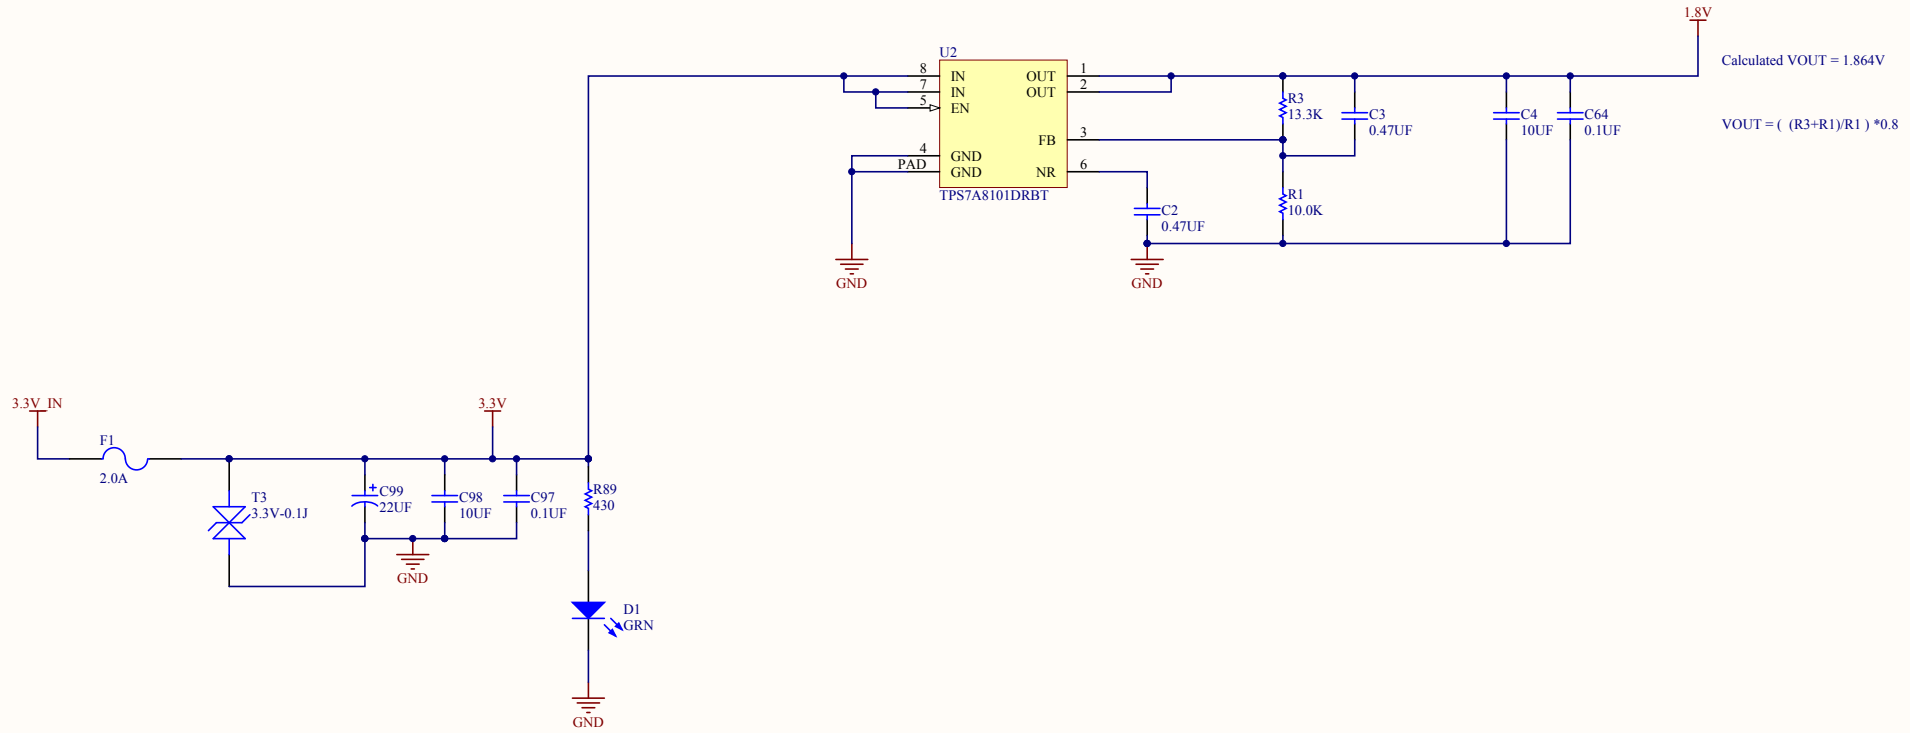 1.8V
Calculated VOUT = 1.864V
VOUT = ( (R3+R1)/R1 ) *0.8
U2
8
IN
OUT
1
7
IN
OUT
2
5
EN
FB
3
4
GND
PAD
GND
NR
6
TPS7A8101DRBT
R3
13.3K
C3
0.47UF
C4
10UF
C64
0.1UF
R1
10.0K
C2
0.47UF
GND
GND
3.3V_IN
3.3V
F1
2.0A
T3
3.3V-0.1J
C99
+
22UF
C98
10UF
C97
0.1UF
R89
430
GND
D1
GRN
GND